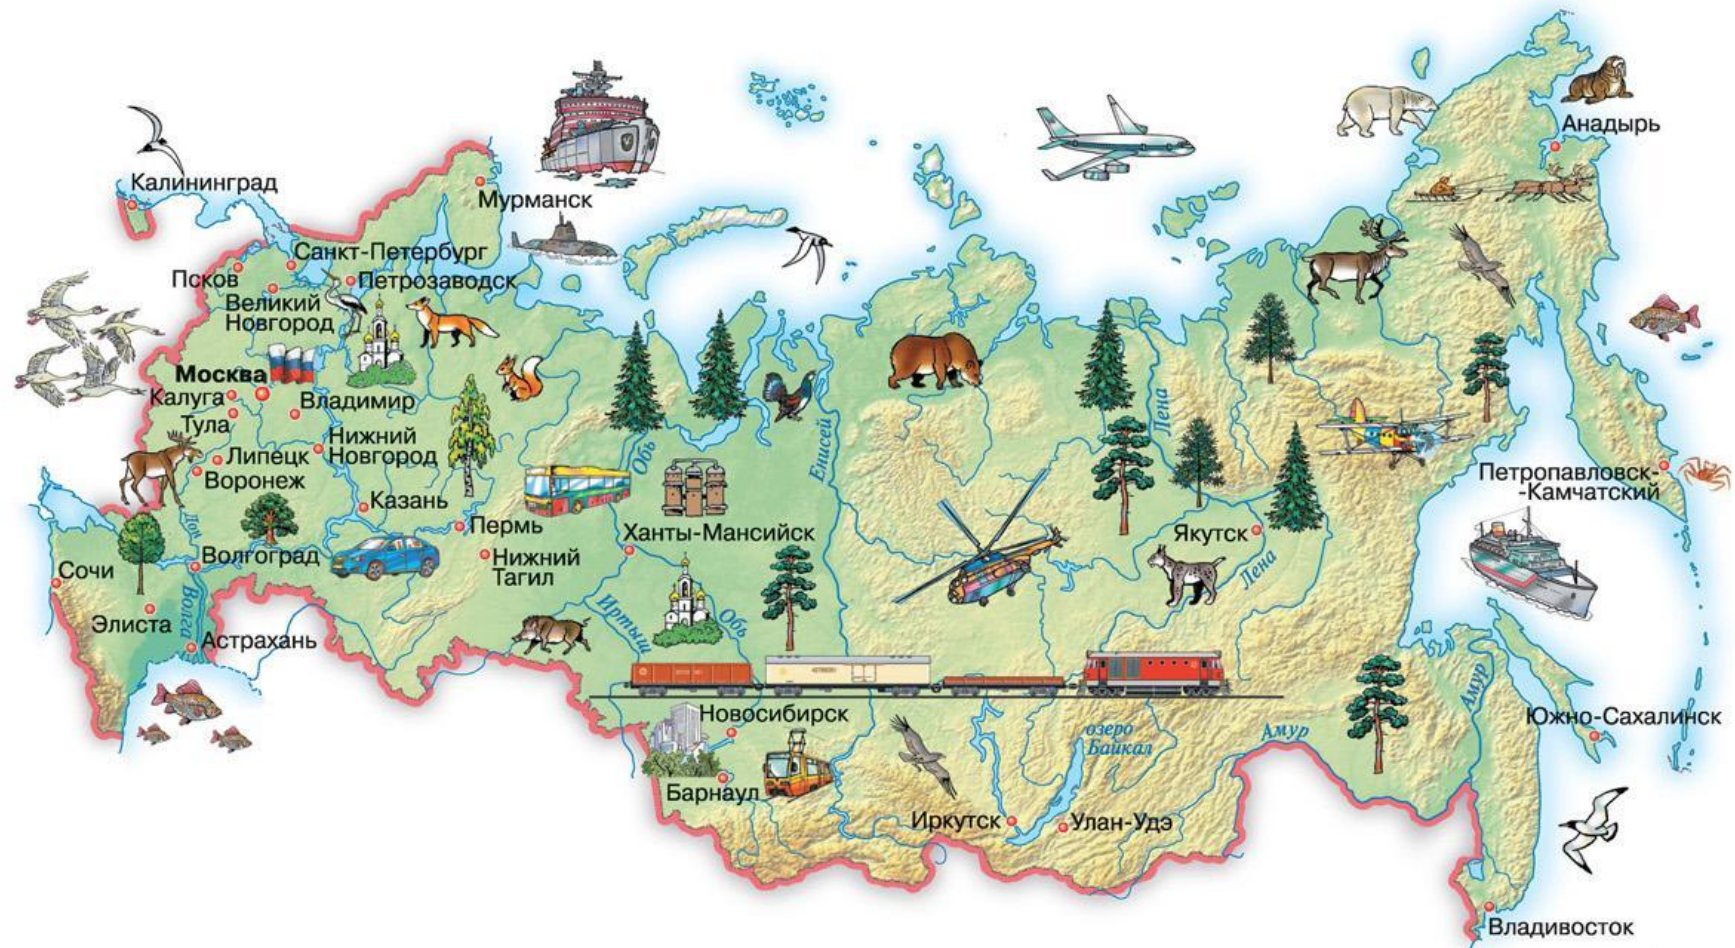 Анадырь
Калининград
Мурманск
Санкт-Петербург
Псков
Петрозаводск
Великий
Новгород
Москва
Калуга
Владимир
Тула
Нижний
Новгород
Липецк
Воронеж
Казань
Пермь
Нижний
Тагил
Ханты-Мансийск
Обь
Енисей
Лена
Петропавловск-
-Камчатский
Якутск
Лена
Дон
Волгоград
Сочи
Элиста
Волга
Астрахань
Иртыш
Обь
Новосибирск
Барнаул
озеро
Байкал
Амур
Амур
Южно-Сахалинск
Иркутск
Улан-Удэ
Владивосток